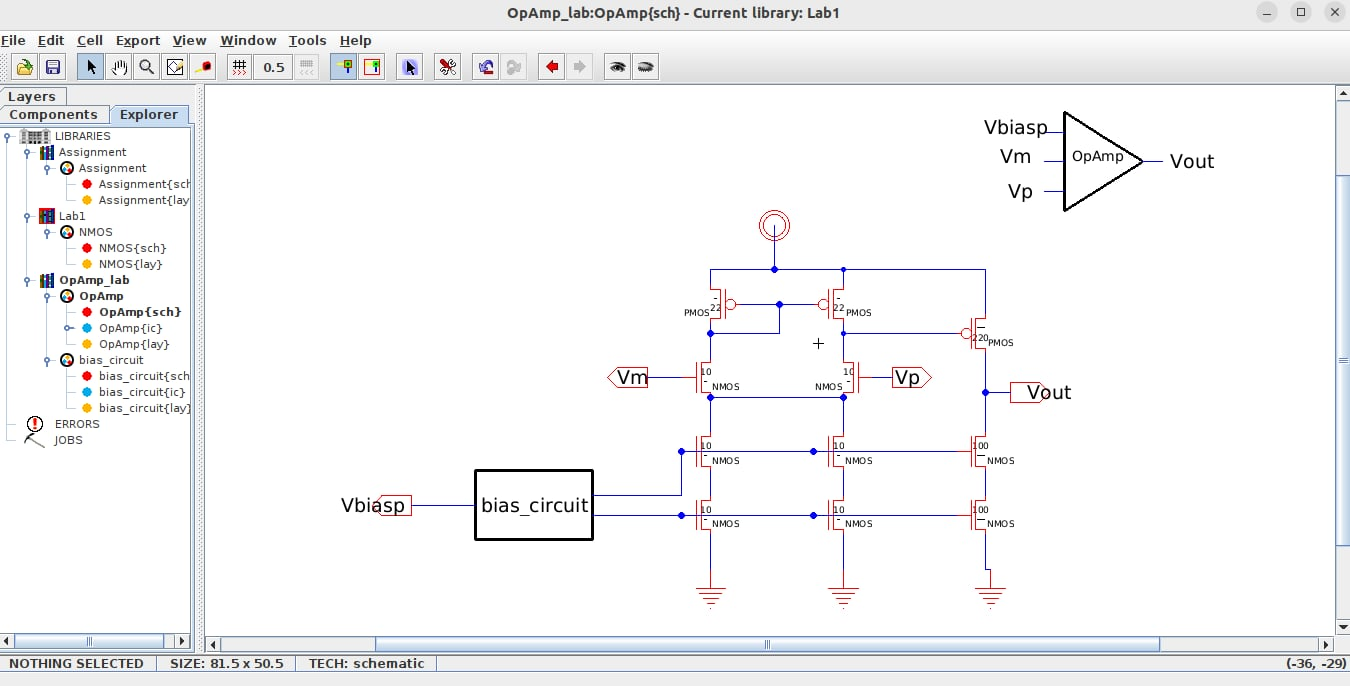 OpAmp_lab:OpAmp{sch} - Current library: Lab1
File Edit Cell Export View Window Tools Help
0.5
Layers
Components Explorer
LIBRARIES
Assignment
Assignment
Assignment{sch
Assignment{lay
Lab1
NMOS
NMOS{sch}
NMOS{lay}
OpAmp_lab
OpAmp
OpAmp{sch}
OpAmp{ic}
OpAmp{lay}
bias_circuit
bias_circuit{sch
bias_circuit{ic}
bias_circuit{lay}
ERRORS
JOBS
Vbiasp
Vm
OpAmp
Vout
Vp
PMOS 22
22 PMOS
220 PMOS
Vm
10
NMOS
10
NMOS
Vp
Vout
10
NMOS
10
NMOS
100
NMOS
Vbiasp
bias_circuit
10
NMOS
10
NMOS
100
NMOS
NOTHING SELECTED SIZE: 81.5 x 50.5 TECH: schematic (-36, -29)